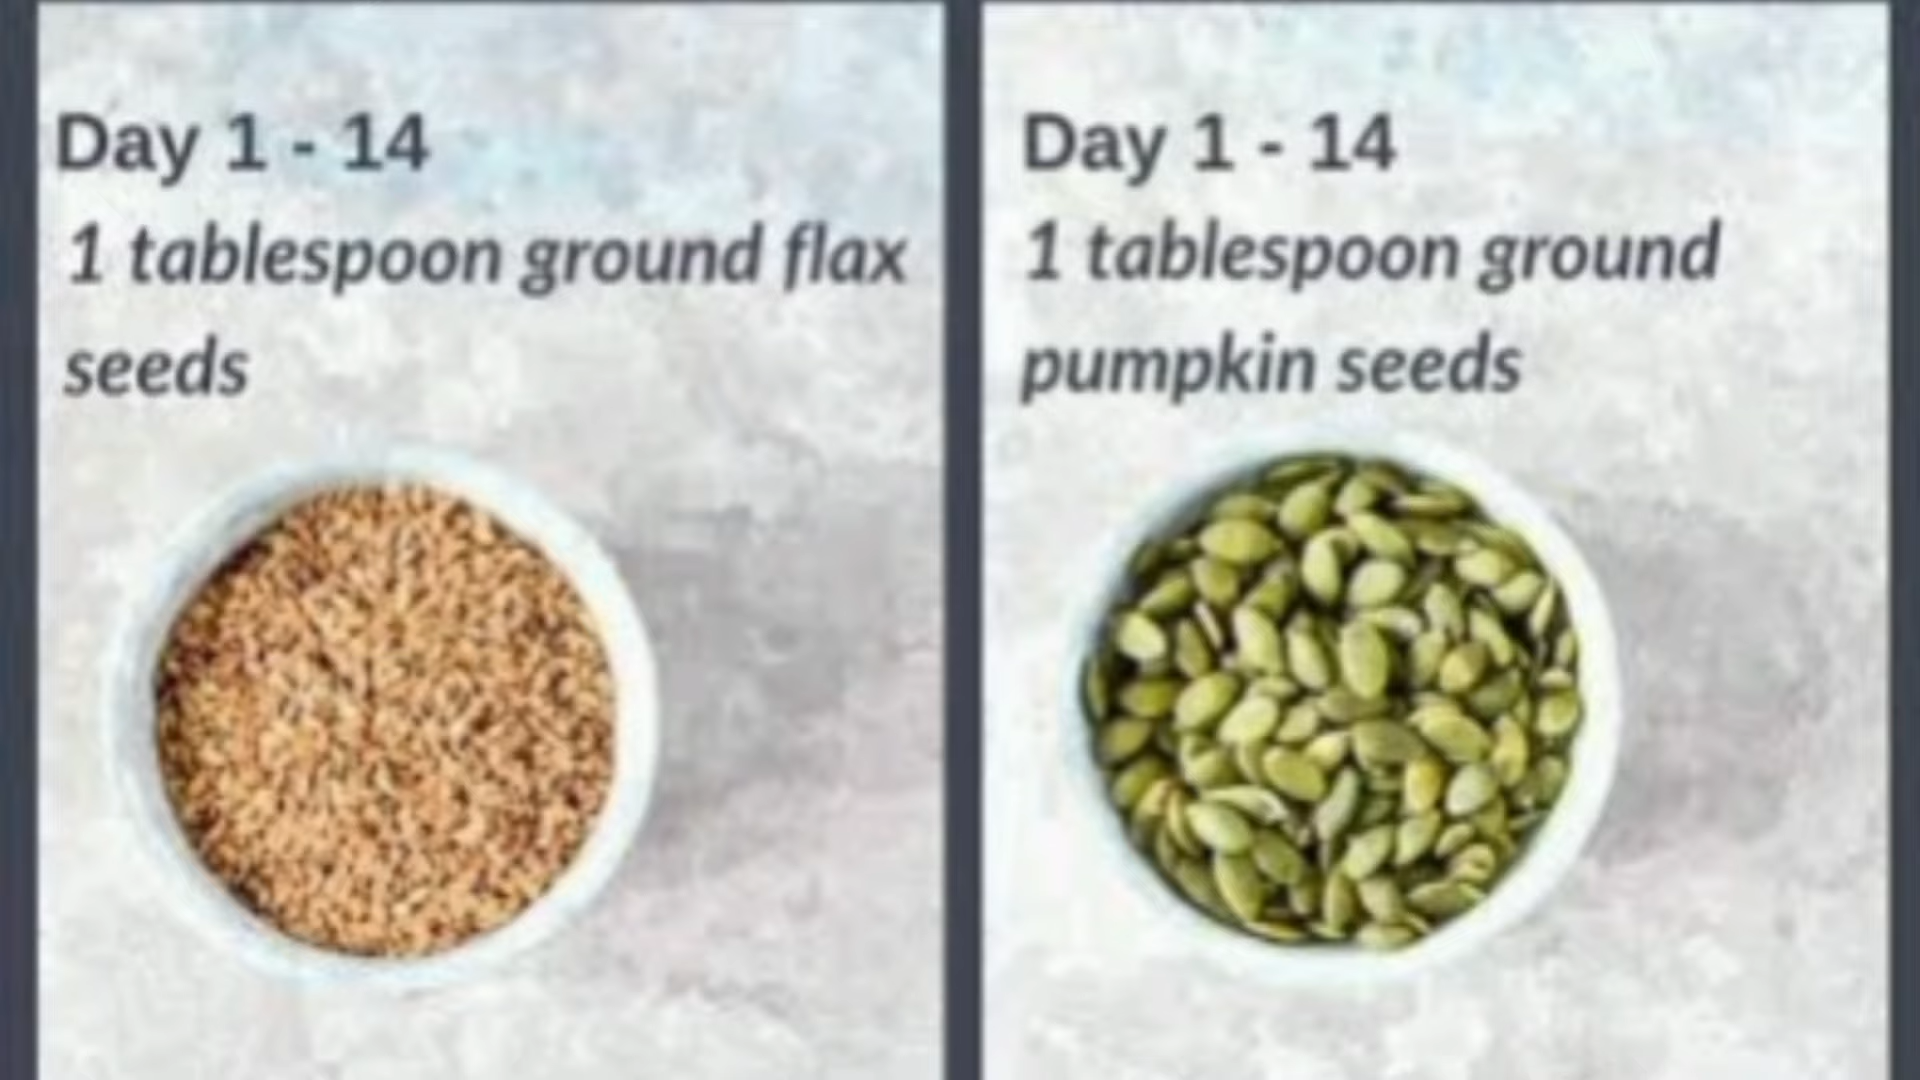 Day 1 - 14
1 tablespoon ground flax
seeds
Day 1 - 14
1 tablespoon ground
pumpkin seeds